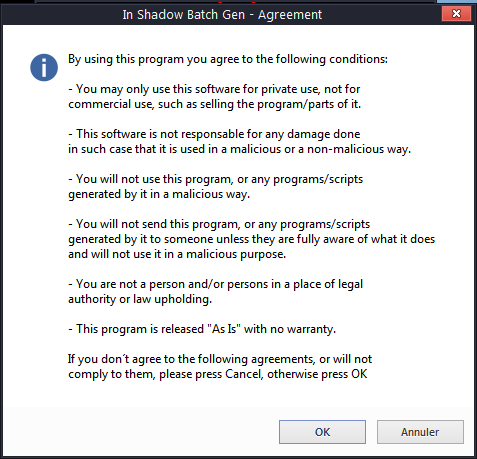 In Shadow Batch Gen - Agreement
By using this program you agree to the following conditions:
- You may only use this software for private use, not for
commercial use, such as selling the program/parts of it.
- This software is not responsable for any damage done
in such case that it is used in a malicious or a non-malicious way.
- You will not use this program, or any programs/scripts
generated by it in a malicious way.
- You will not send this program, or any programs/scripts
generated by it to someone unless they are fully aware of what it does
and will not use it in a malicious purpose.
- You are not a person and/or persons in a place of legal
authority or law upholding.
- This program is released "As Is" with no warranty.
If you don´t agree to the following agreements, or will not
comply to them, please press Cancel, otherwise press OK
OK
Annuler